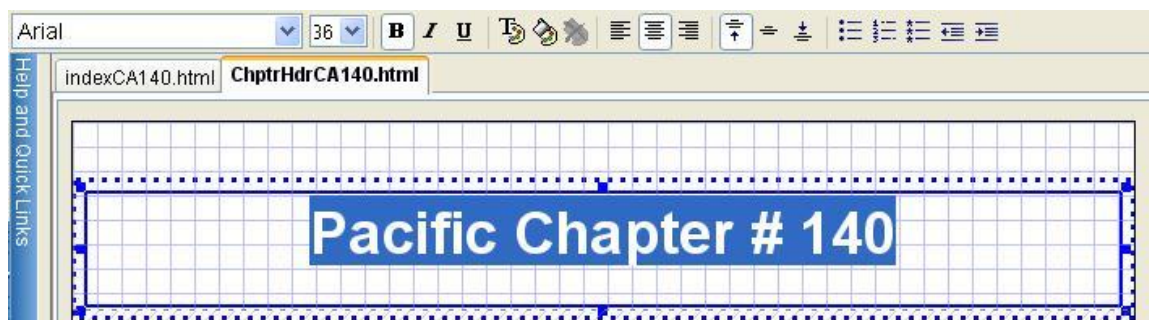 Arial 36 B I U T
indexCA140.html ChptrHdrCA140.html
Help and Quick Links
Pacific Chapter # 140